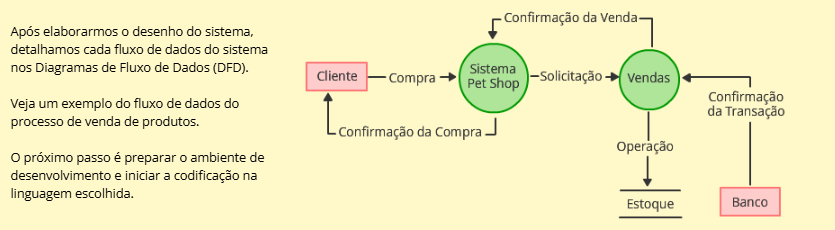 Após elaborarmos o desenho do sistema,
detalhamos cada fluxo de dados do sistema
nos Diagramas de Fluxo de Dados (DFD).
Veja um exemplo do fluxo de dados do
processo de venda de produtos.
O próximo passo é preparar o ambiente de
desenvolvimento e iniciar a codificação na
linguagem escolhida.
Confirmação da Venda
Cliente
Compra
Sistema
Pet Shop
Solicitação
Vendas
Confirmação
da Transação
Confirmação da Compra
Operação
Estoque
Banco